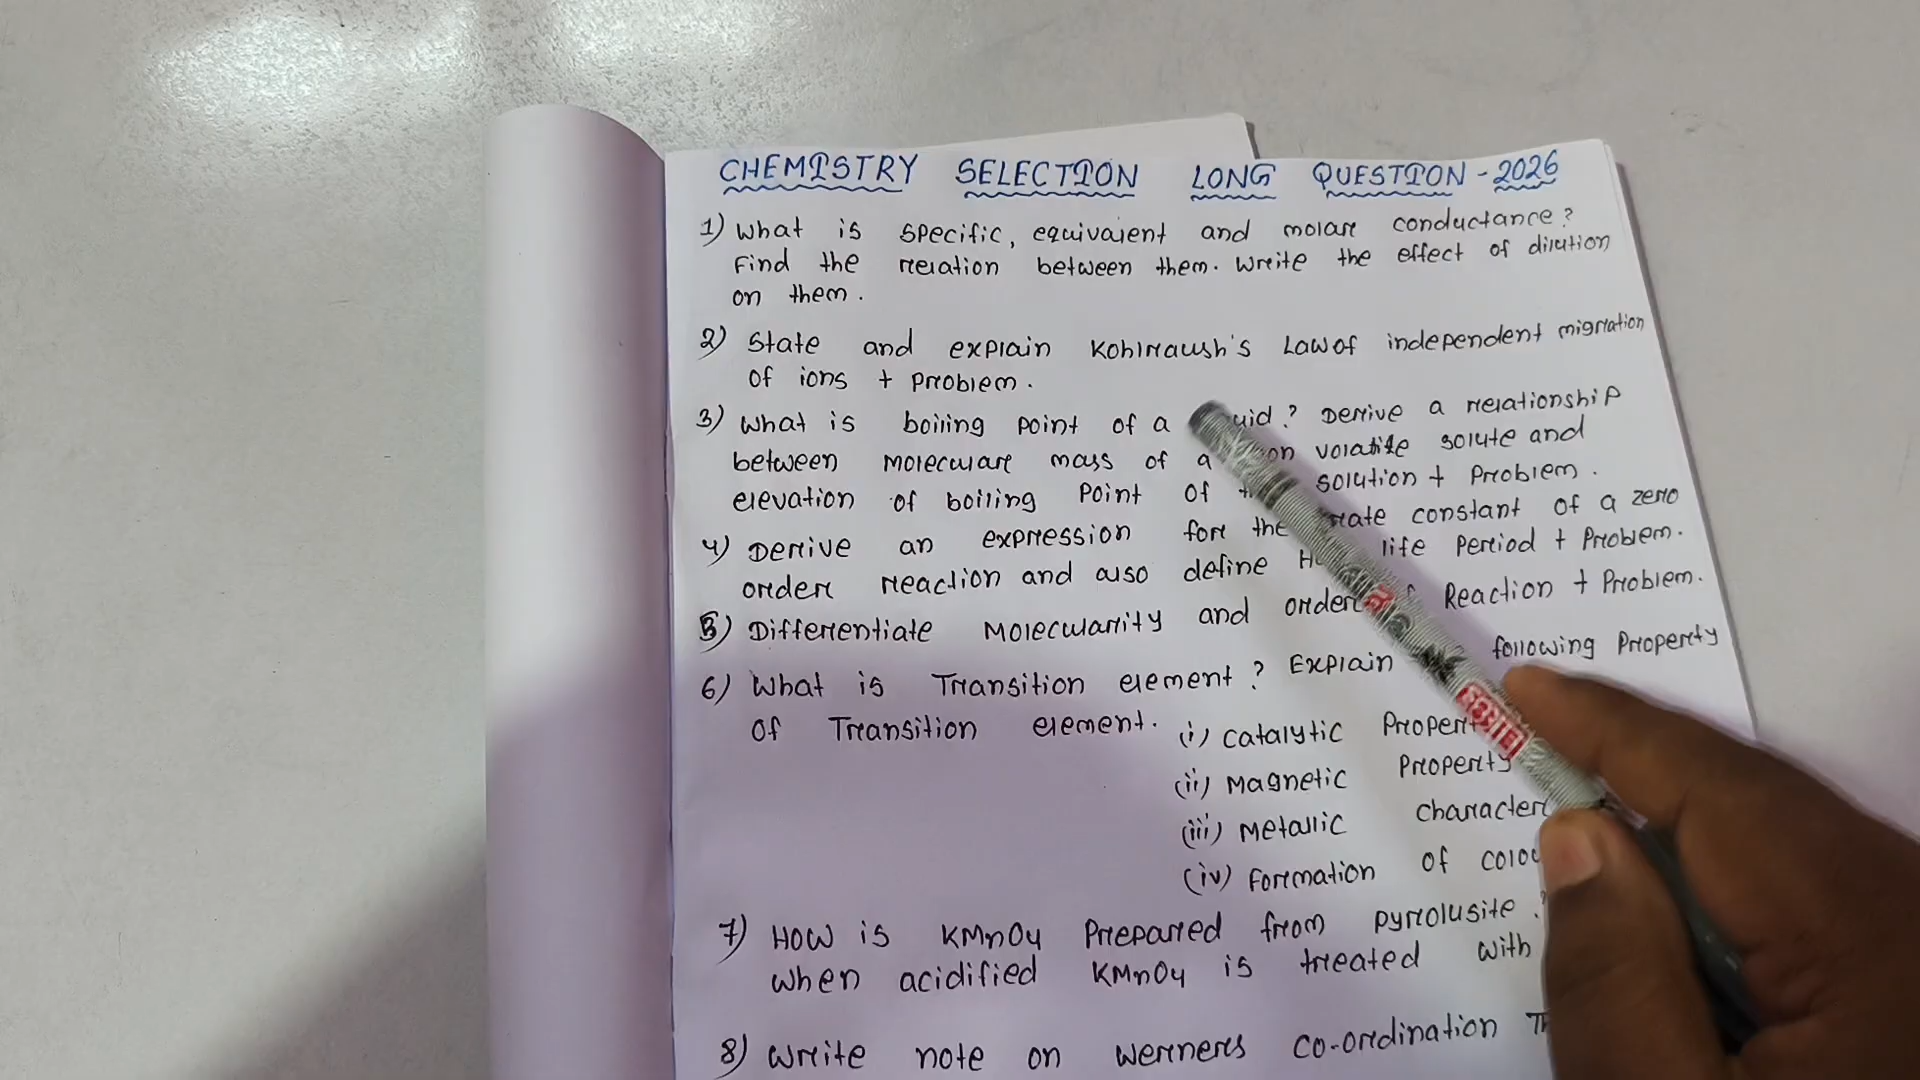 CHEMISTRY SELECTION LONG QUESTION - 2026
1) What is specific, equivalent and molar conductance?
Find the relation between them. Write the effect of dilution
on them.
2) State and explain Kohlraush's Law of independent migration
of ions + Problem.
3) What is boiling point of a ? Derive a relationship
between molecular mass of a volatile solute and
elevation of boiling point of solution + Problem.
4) Derive an expression for the rate constant of a zero
order reaction and also define life Period + Problem.
5) Differentiate Molecularity and order Reaction + Problem.
6) What is Transition element? Explain following Property
of Transition element. (i) Catalytic
(ii) Magnetic Property
(iii) Metallic Character
(iv) Formation of
7) HOW is KMnO4 Prepared from pyrolusite.
when acidified KMnO4 is treated with
8) Write note on werners co-ordination